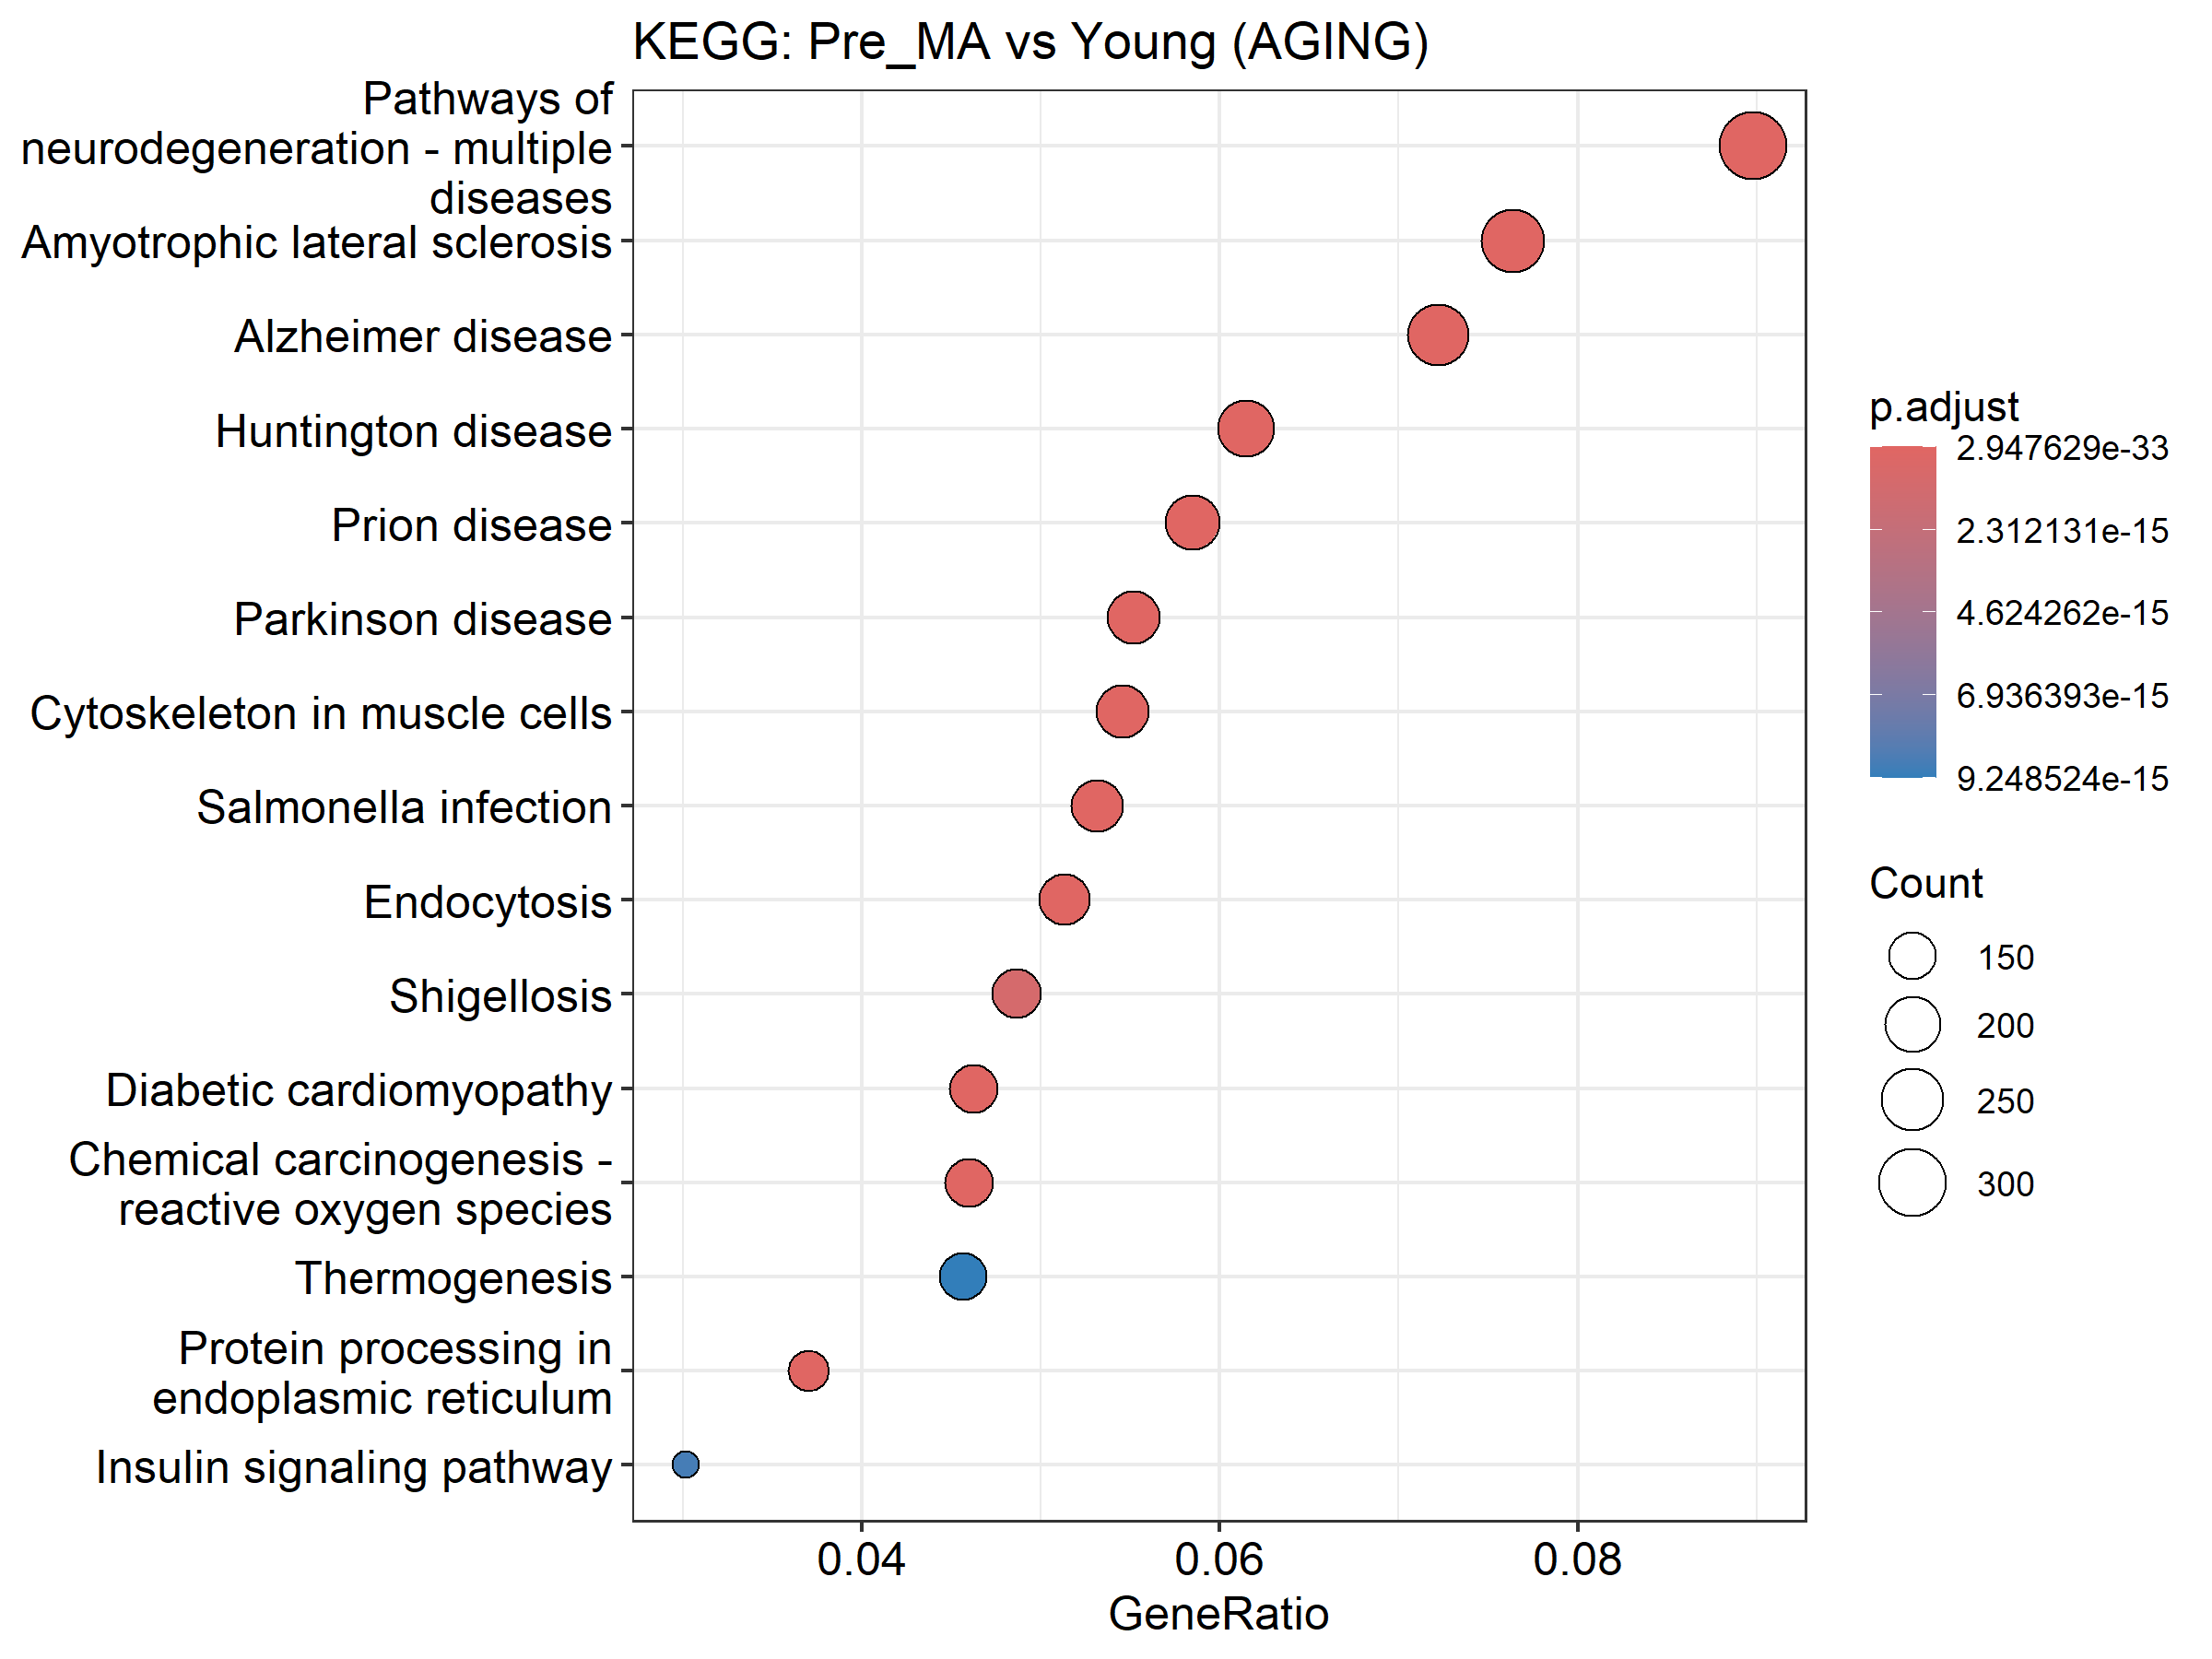 KEGG: Pre_MA vs Young (AGING)
Pathways of
neurodegeneration - multiple
diseases
Amyotrophic lateral sclerosis
Alzheimer disease
Huntington disease
Prion disease
Parkinson disease
Cytoskeleton in muscle cells
Salmonella infection
Endocytosis
Shigellosis
Diabetic cardiomyopathy
Chemical carcinogenesis -
reactive oxygen species
Thermogenesis
Protein processing in
endoplasmic reticulum
Insulin signaling pathway
0.04
0.06
0.08
GeneRatio
p.adjust
2.947629e-33
2.312131e-15
4.624262e-15
6.936393e-15
9.248524e-15
Count
150
200
250
300